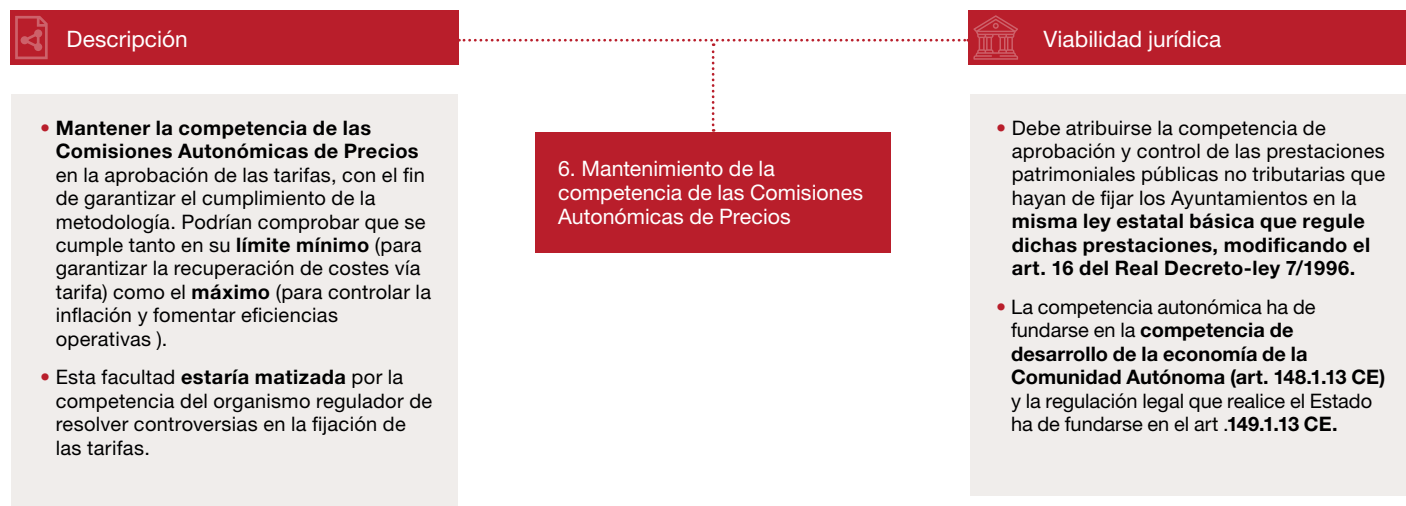 Descripción
• Mantener la competencia de las
Comisiones Autonómicas de Precios
en la aprobación de las tarifas, con el fin
de garantizar el cumplimiento de la
metodología. Podrían comprobar que se
cumple tanto en su límite mínimo (para
garantizar la recuperación de costes vía
tarifa) como el máximo (para controlar la
inflación y fomentar eficiencias
operativas ).
• Esta facultad estaría matizada por la
competencia del organismo regulador de
resolver controversias en la fijación de
las tarifas.
6. Mantenimiento de la
competencia de las Comisiones
Autonómicas de Precios
Viabilidad jurídica
• Debe atribuirse la competencia de
aprobación y control de las prestaciones
patrimoniales públicas no tributarias que
hayan de fijar los Ayuntamientos en la
misma ley estatal básica que regule
dichas prestaciones, modificando el
art. 16 del Real Decreto-ley 7/1996.
• La competencia autonómica ha de
fundarse en la competencia de
desarrollo de la economía de la
Comunidad Autónoma (art. 148.1.13 CE)
y la regulación legal que realice el Estado
ha de fundarse en el art .149.1.13 CE.